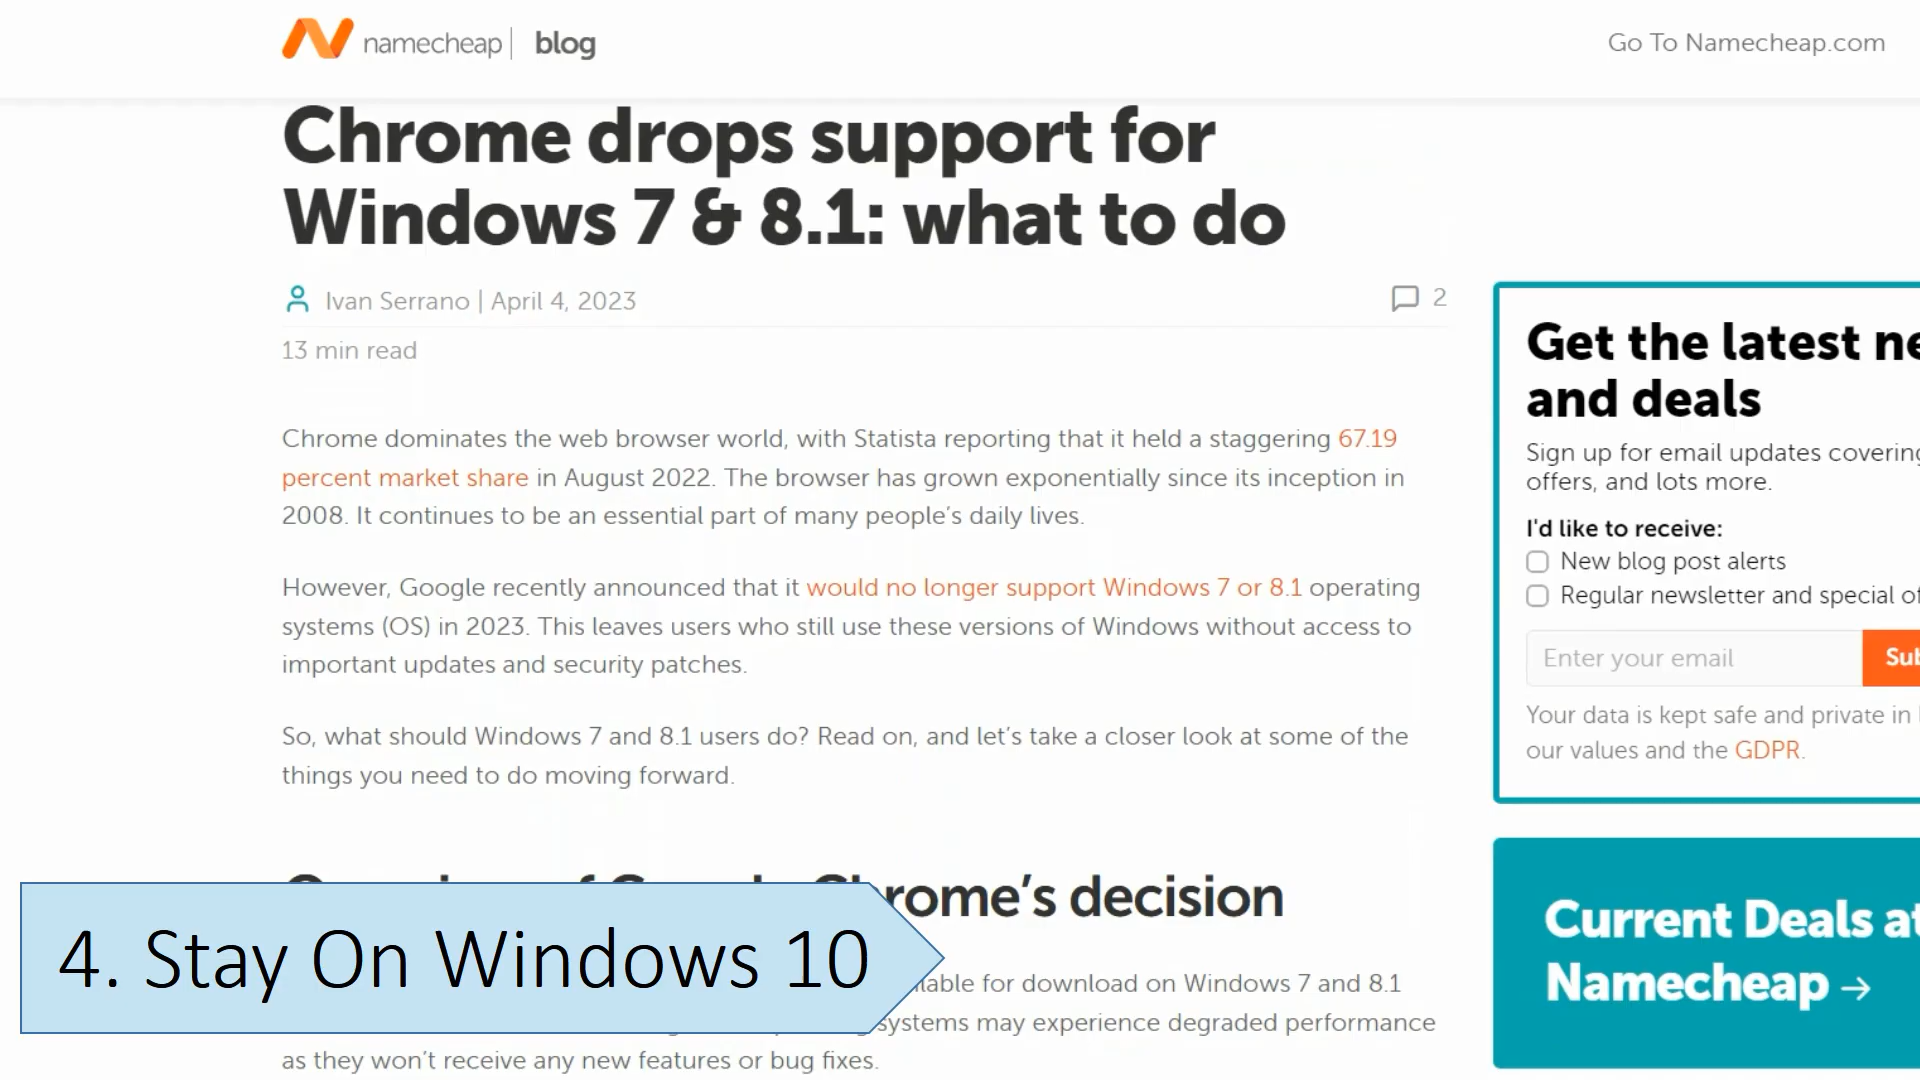 namecheap | blog
Go To Namecheap.com
Chrome drops support for
Windows 7 & 8.1: what to do
Ivan Serrano | April 4, 2023
2
13 min read
Chrome dominates the web browser world, with Statista reporting that it held a staggering 67.19
percent market share in August 2022. The browser has grown exponentially since its inception in
2008. It continues to be an essential part of many people's daily lives.
However, Google recently announced that it would no longer support Windows 7 or 8.1 operating
systems (OS) in 2023. This leaves users who still use these versions of Windows without access to
important updates and security patches.
So, what should Windows 7 and 8.1 users do? Read on, and let's take a closer look at some of the
things you need to do moving forward.
Chrome's decision
for download on Windows 7 and 8.1
systems may experience degraded performance
as they won't receive any new features or bug fixes.
4. Stay On Windows 10
Get the latest
and deals
Sign up for email updates covering
offers, and lots more.
I'd like to receive:
New blog post alerts
Regular newsletter and special
Enter your email
Your data is kept safe and private in
our values and the GDPR.
Current Deals at
Namecheap →